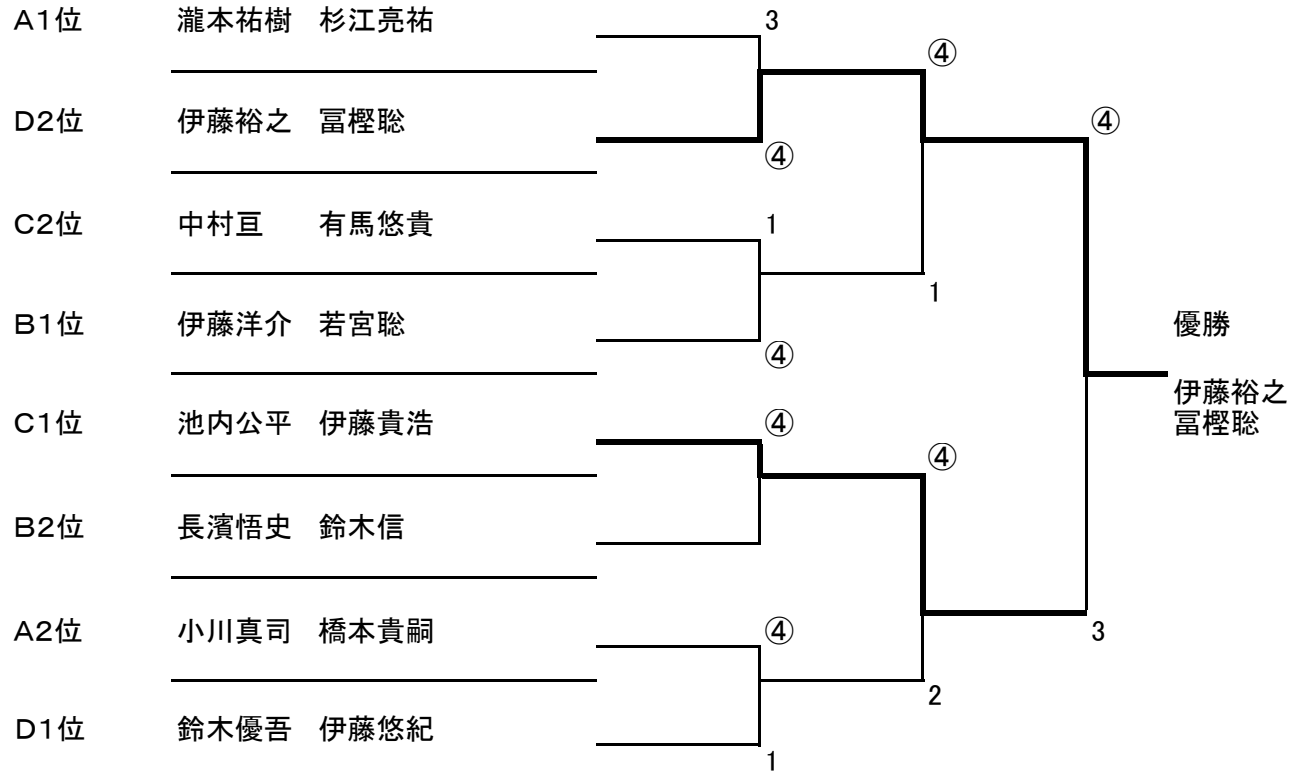 A1位 瀧本祐樹 杉江亮祐 3
④
D2位 伊藤裕之 冨樫聡 ④
④
C2位 中村亘 有馬悠貴 1
1
B1位 伊藤洋介 若宮聡 ④
優勝
伊藤裕之
冨樫聡
C1位 池内公平 伊藤貴浩 ④
④
B2位 長濱悟史 鈴木信
A2位 小川真司 橋本貴嗣 ④
3
2
D1位 鈴木優吾 伊藤悠紀 1